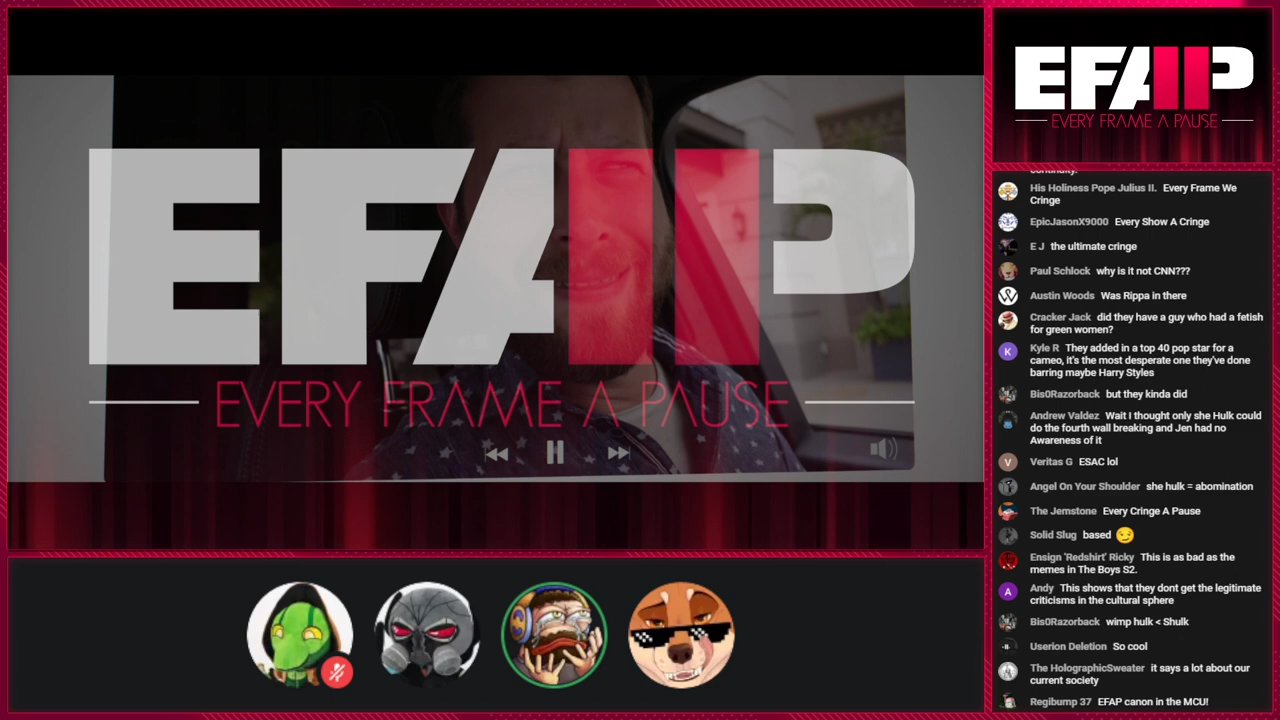 EFAP
EVERY FRAME A PAUSE
EFAP
EVERY FRAME A PAUSE
continuity.
His Holiness Pope Julius II. Every Frame We
Cringe
EpicJasonX9000 Every Show A Cringe
E J the ultimate cringe
Paul Schlock why is it not CNN???
Austin Woods Was Rippa in there
Cracker Jack did they have a guy who had a fetish
for green women?
K
Kyle R They added in a top 40 pop star for a
cameo, it's the most desperate one they've done
barring maybe Harry Styles
Bis0Razorback but they kinda did
Andrew Valdez Wait I thought only she Hulk could
do the fourth wall breaking and Jen had no
Awareness of it
V
Veritas G ESAC lol
Angel On Your Shoulder she hulk = abomination
The Jemstone Every Cringe A Pause
Solid Slug based 😏
Ensign 'Redshirt' Ricky This is as bad as the
memes in The Boys S2.
A
Andy This shows that they dont get the legitimate
criticisms in the cultural sphere
Bis0Razorback wimp hulk < Shulk
Userion Deletion So cool
The HolographicSweater it says a lot about our
current society
Regibump 37 EFAP canon in the MCU!